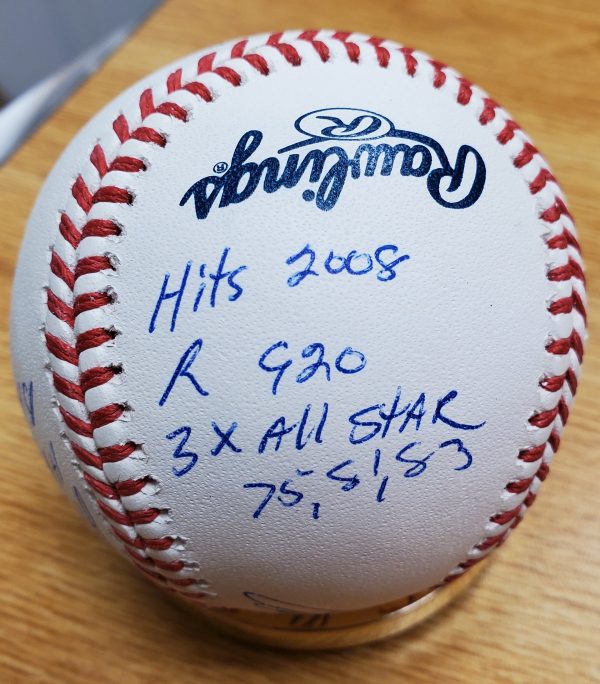 Rawlings®
R
Hits 2008
R 920
3x All Star
75, 81, 83